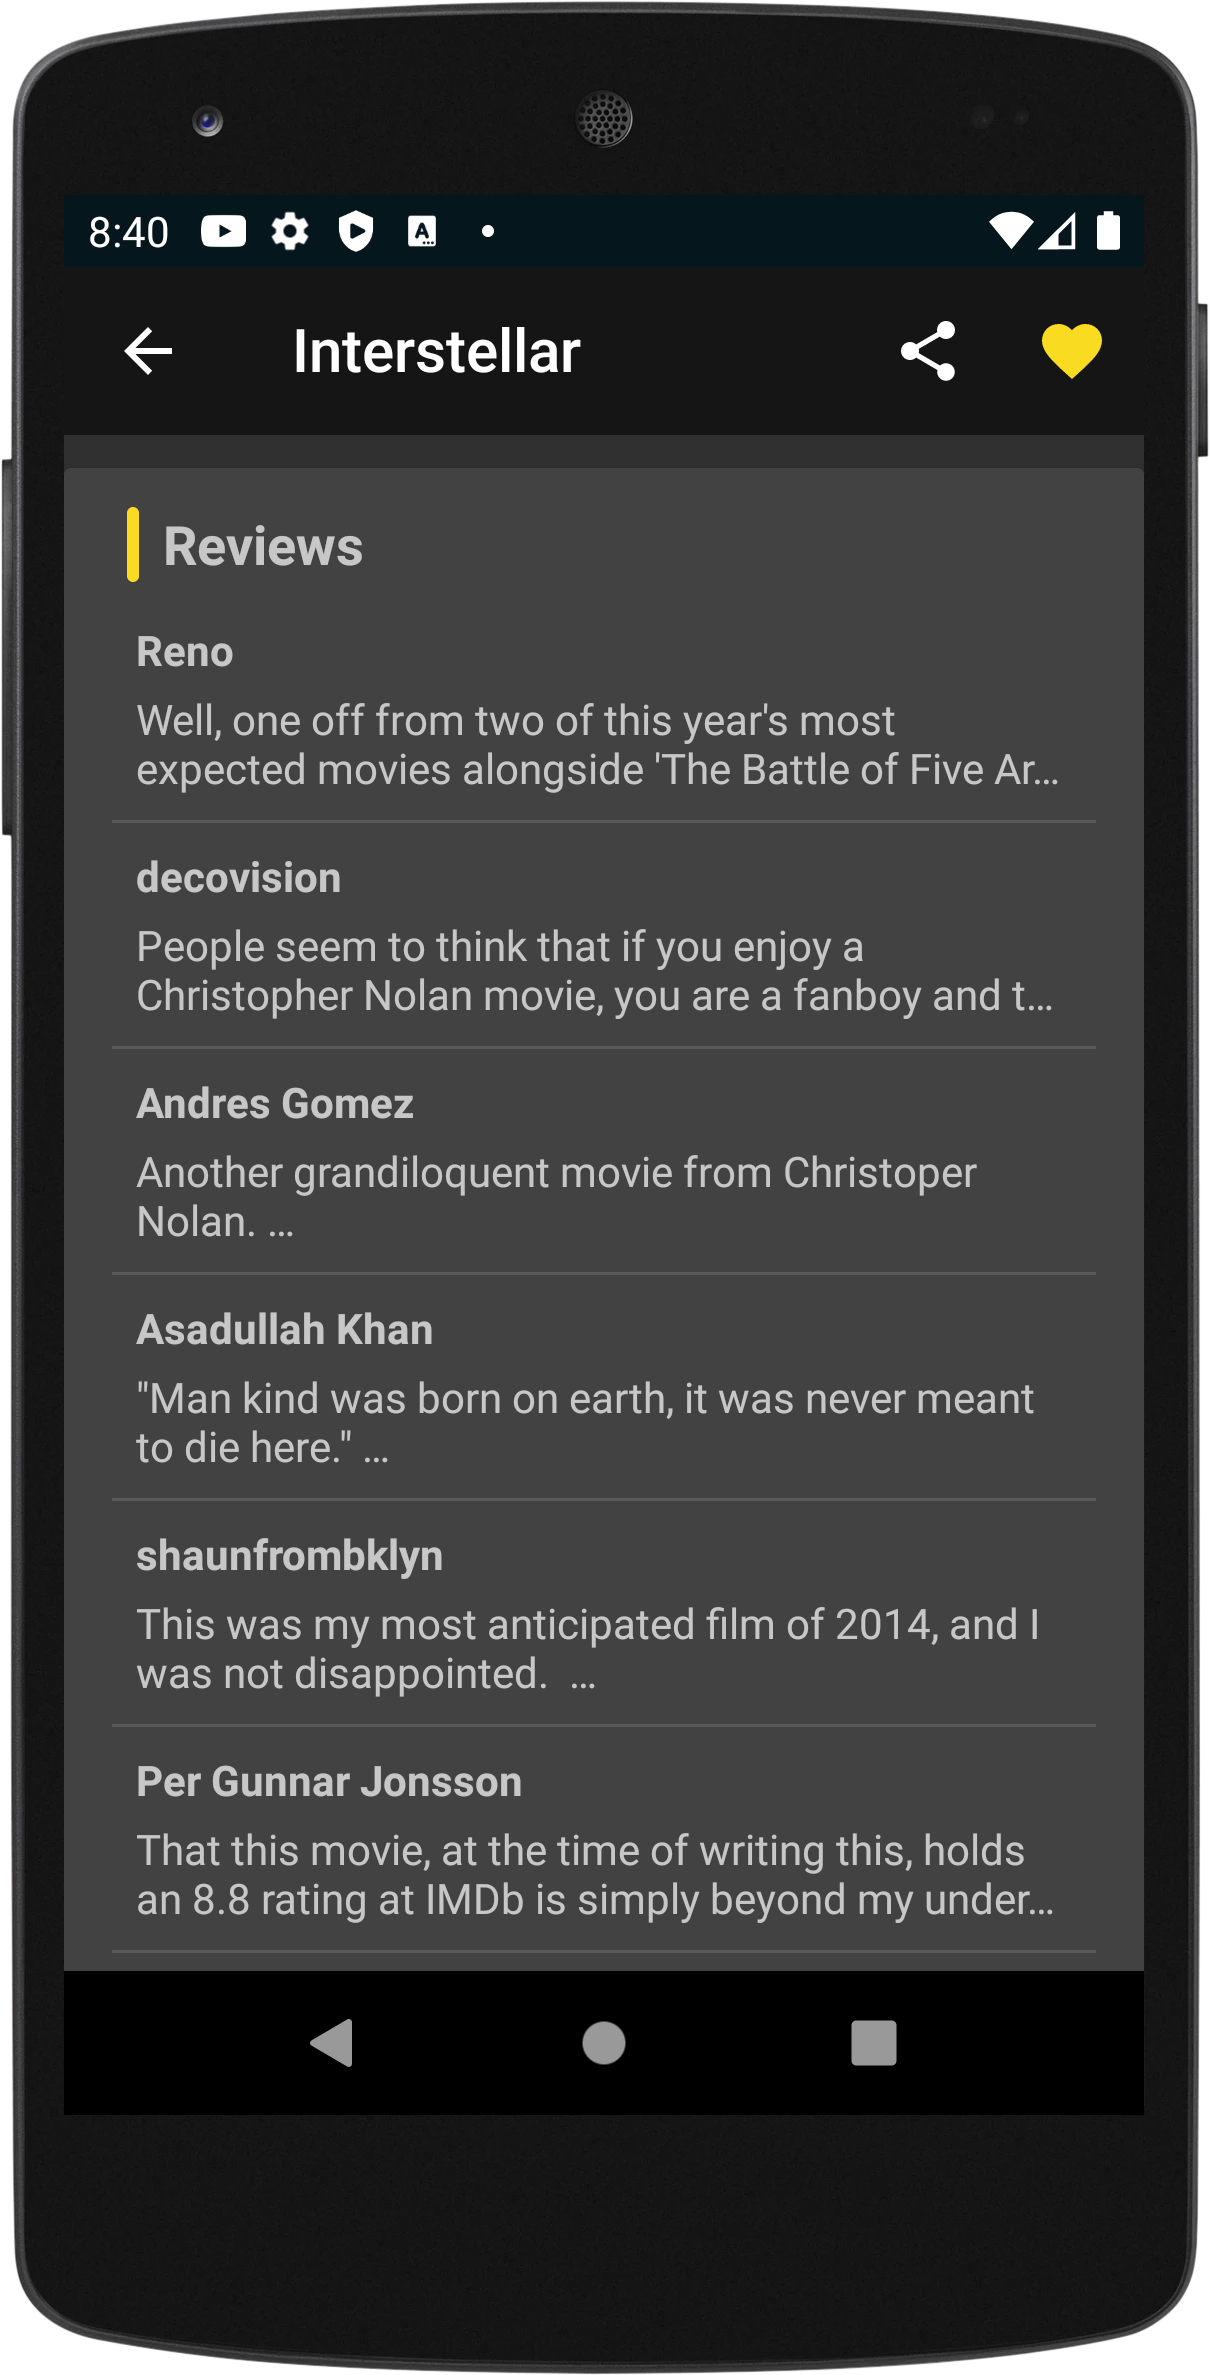 8:40
Interstellar
Reviews
Reno
Well, one off from two of this year's most
expected movies alongside 'The Battle of Five Ar...
decovision
People seem to think that if you enjoy a
Christopher Nolan movie, you are a fanboy and t...
Andres Gomez
Another grandiloquent movie from Christoper
Nolan. ...
Asadullah Khan
"Man kind was born on earth, it was never meant
to die here." ...
shaunfrombklyn
This was my most anticipated film of 2014, and I
was not disappointed.  ...
Per Gunnar Jonsson
That this movie, at the time of writing this, holds
an 8.8 rating at IMDb is simply beyond my under...